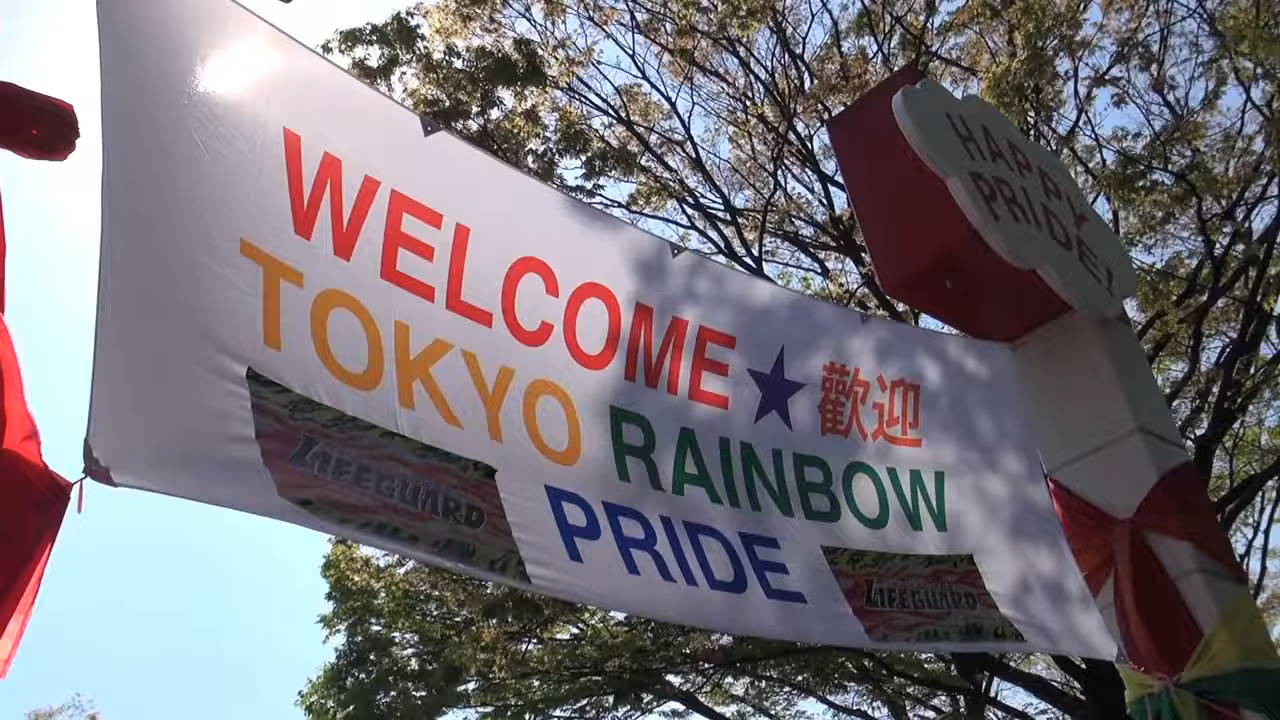 WELCOME ★ 歡迎
TOKYO RAINBOW
PRIDE
LIFEGUARD
LIFEGUARD
HAPPY
PRIDE!